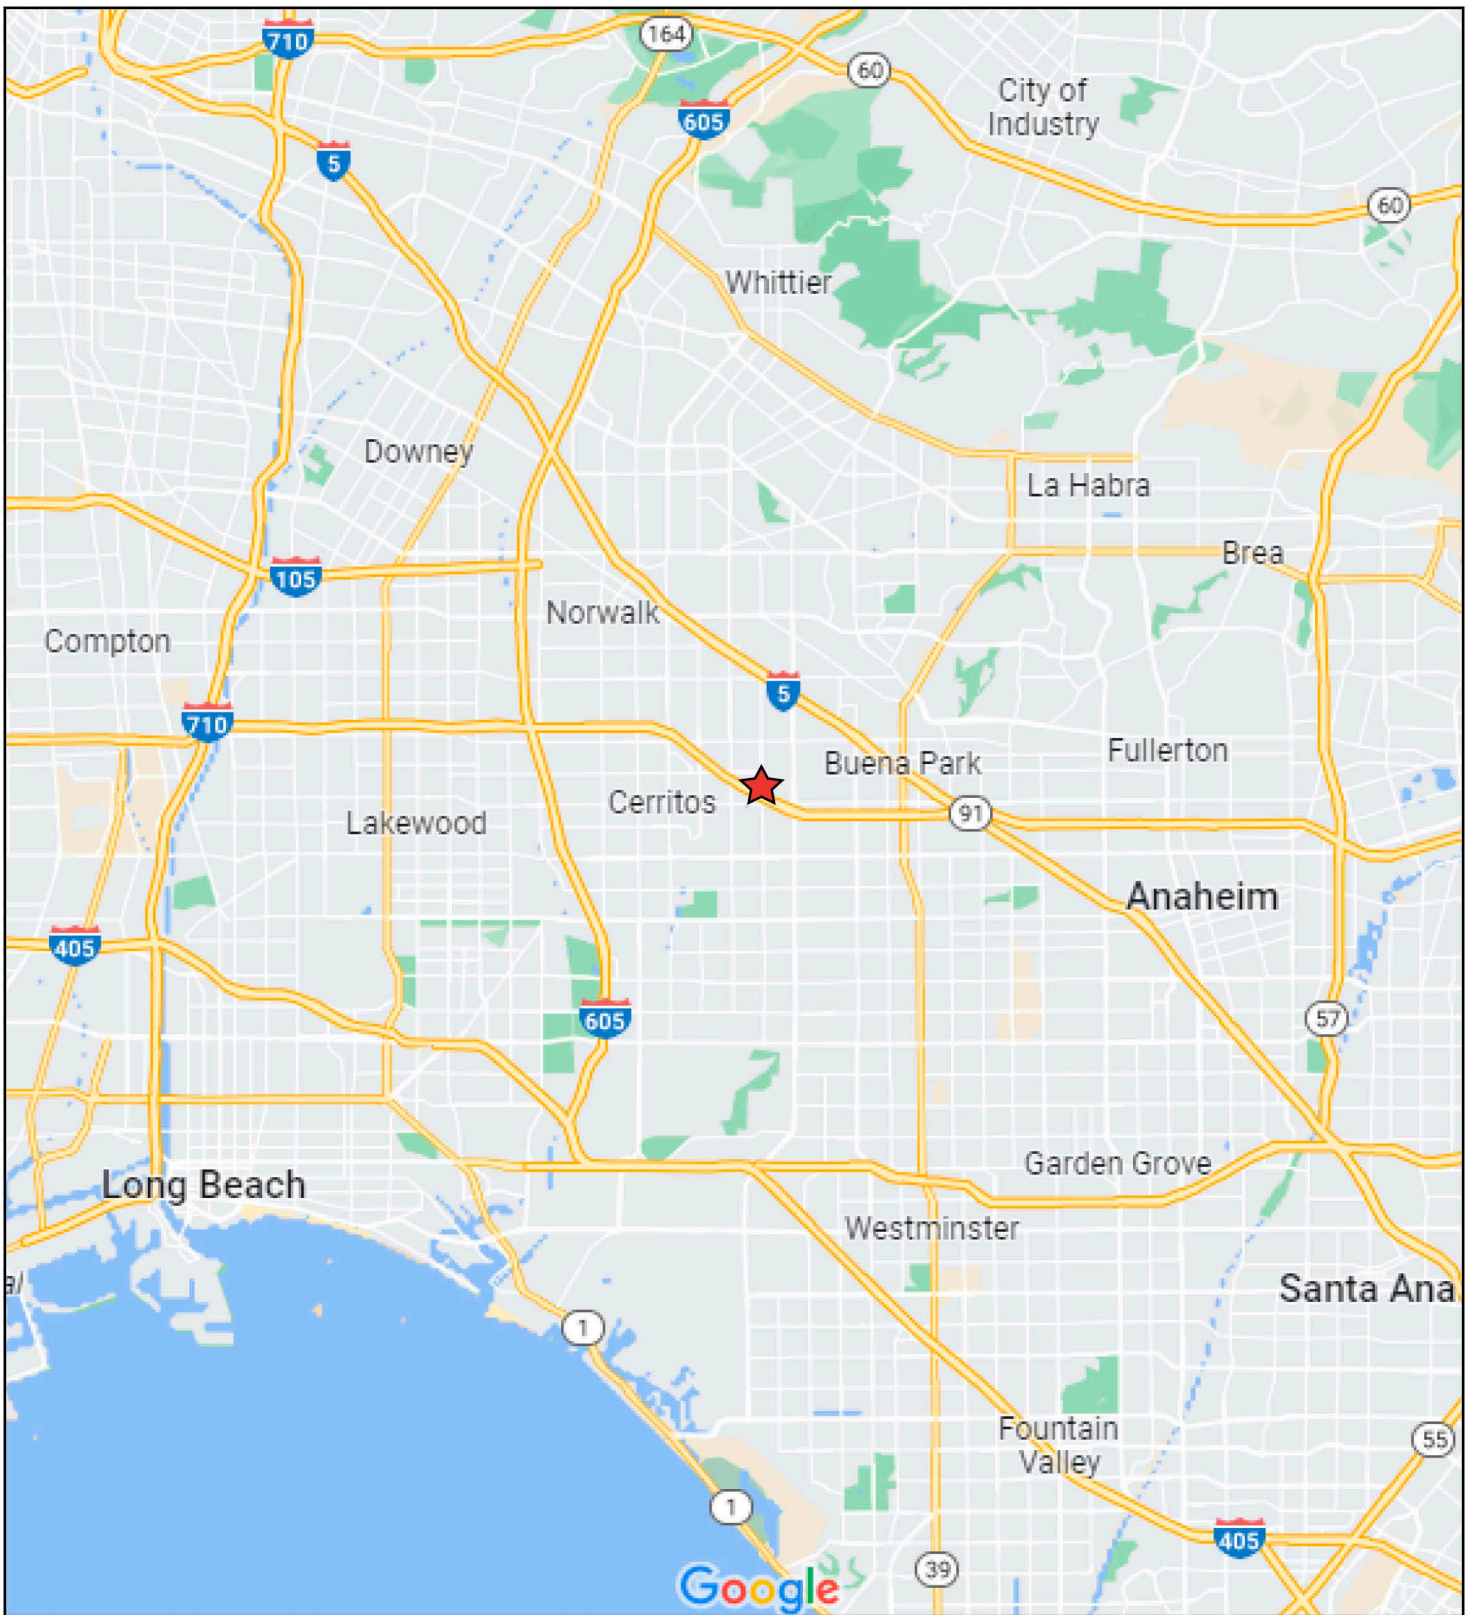 710
164
60
City of
Industry
605
5
60
Whittier
Downey
La Habra
Brea
105
Norwalk
Compton
5
710
Buena Park
Fullerton
Cerritos
91
Lakewood
Anaheim
405
605
57
Garden Grove
Long Beach
Westminster
al
Santa Ana
1
Fountain
Valley
55
1
405
39
Google